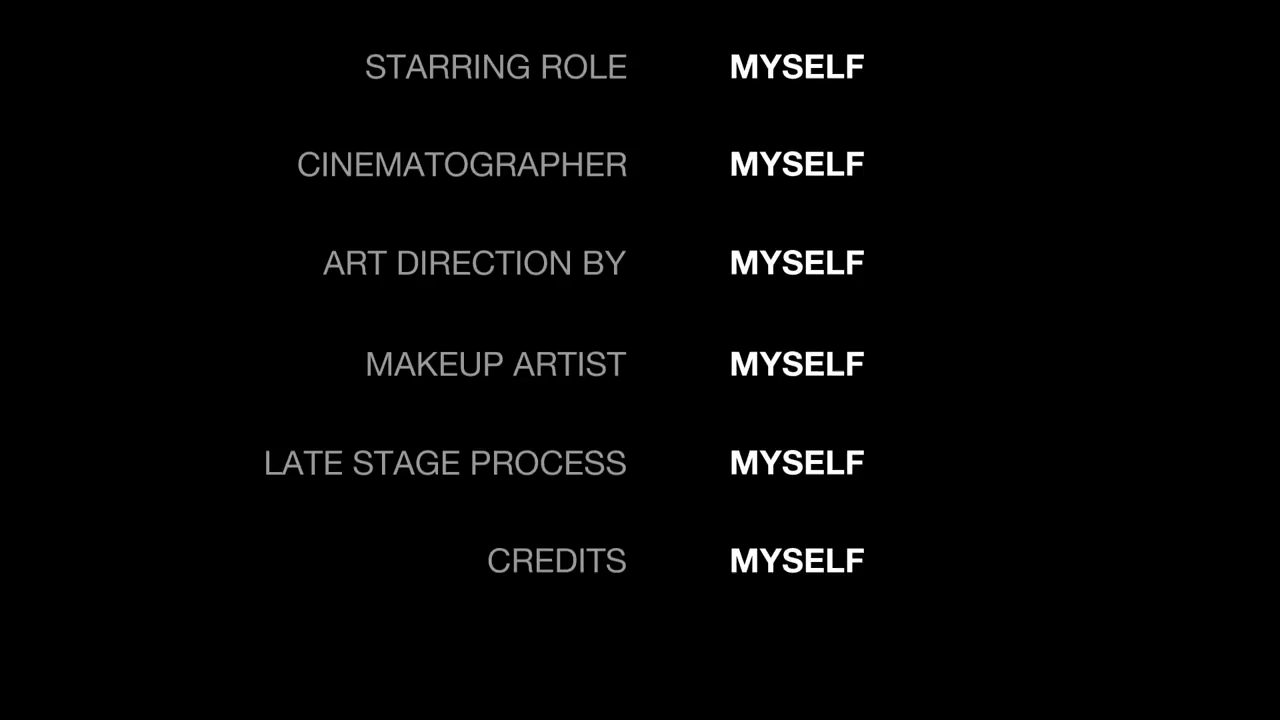 STARRING ROLE MYSELF
CINEMATOGRAPHER MYSELF
ART DIRECTION BY MYSELF
MAKEUP ARTIST MYSELF
LATE STAGE PROCESS MYSELF
CREDITS MYSELF